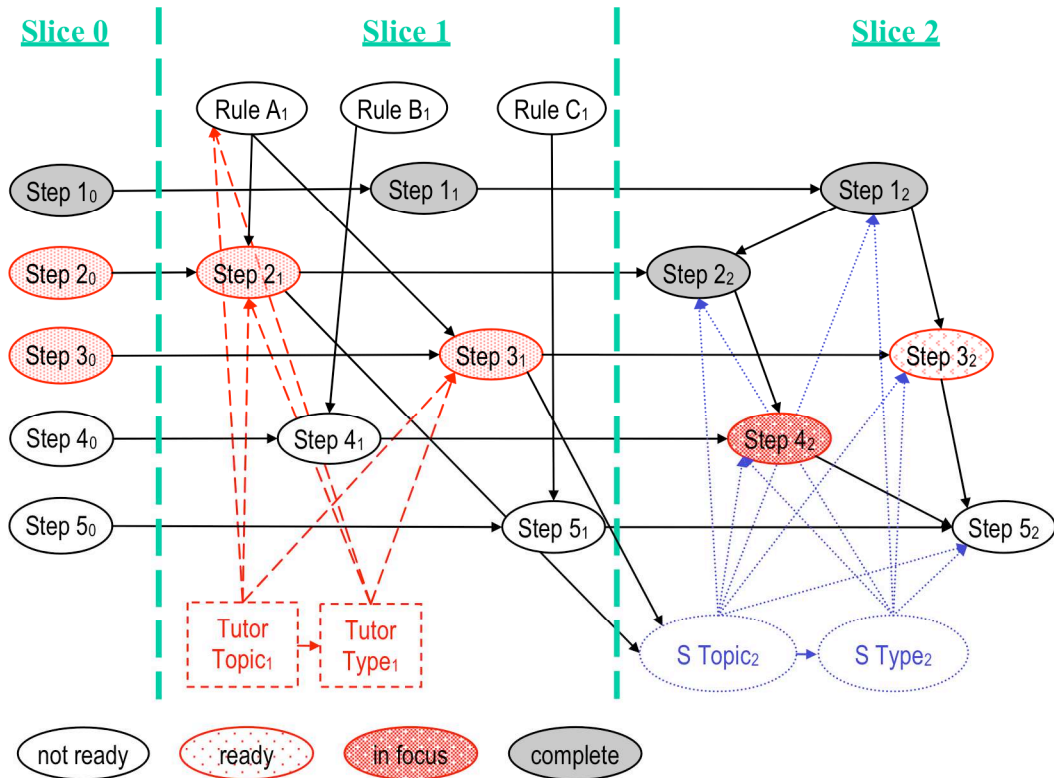 Slice 0 Slice 1 Slice 2
Rule A1 Rule B1 Rule C1
Step 10 Step 11 Step 12
Step 20 Step 21 Step 22
Step 30 Step 31 Step 32
Step 40 Step 41 Step 42
Step 50 Step 51 Step 52
Tutor
Topic1
Tutor
Type1
S Topic2 S Type2
not ready ready in focus complete